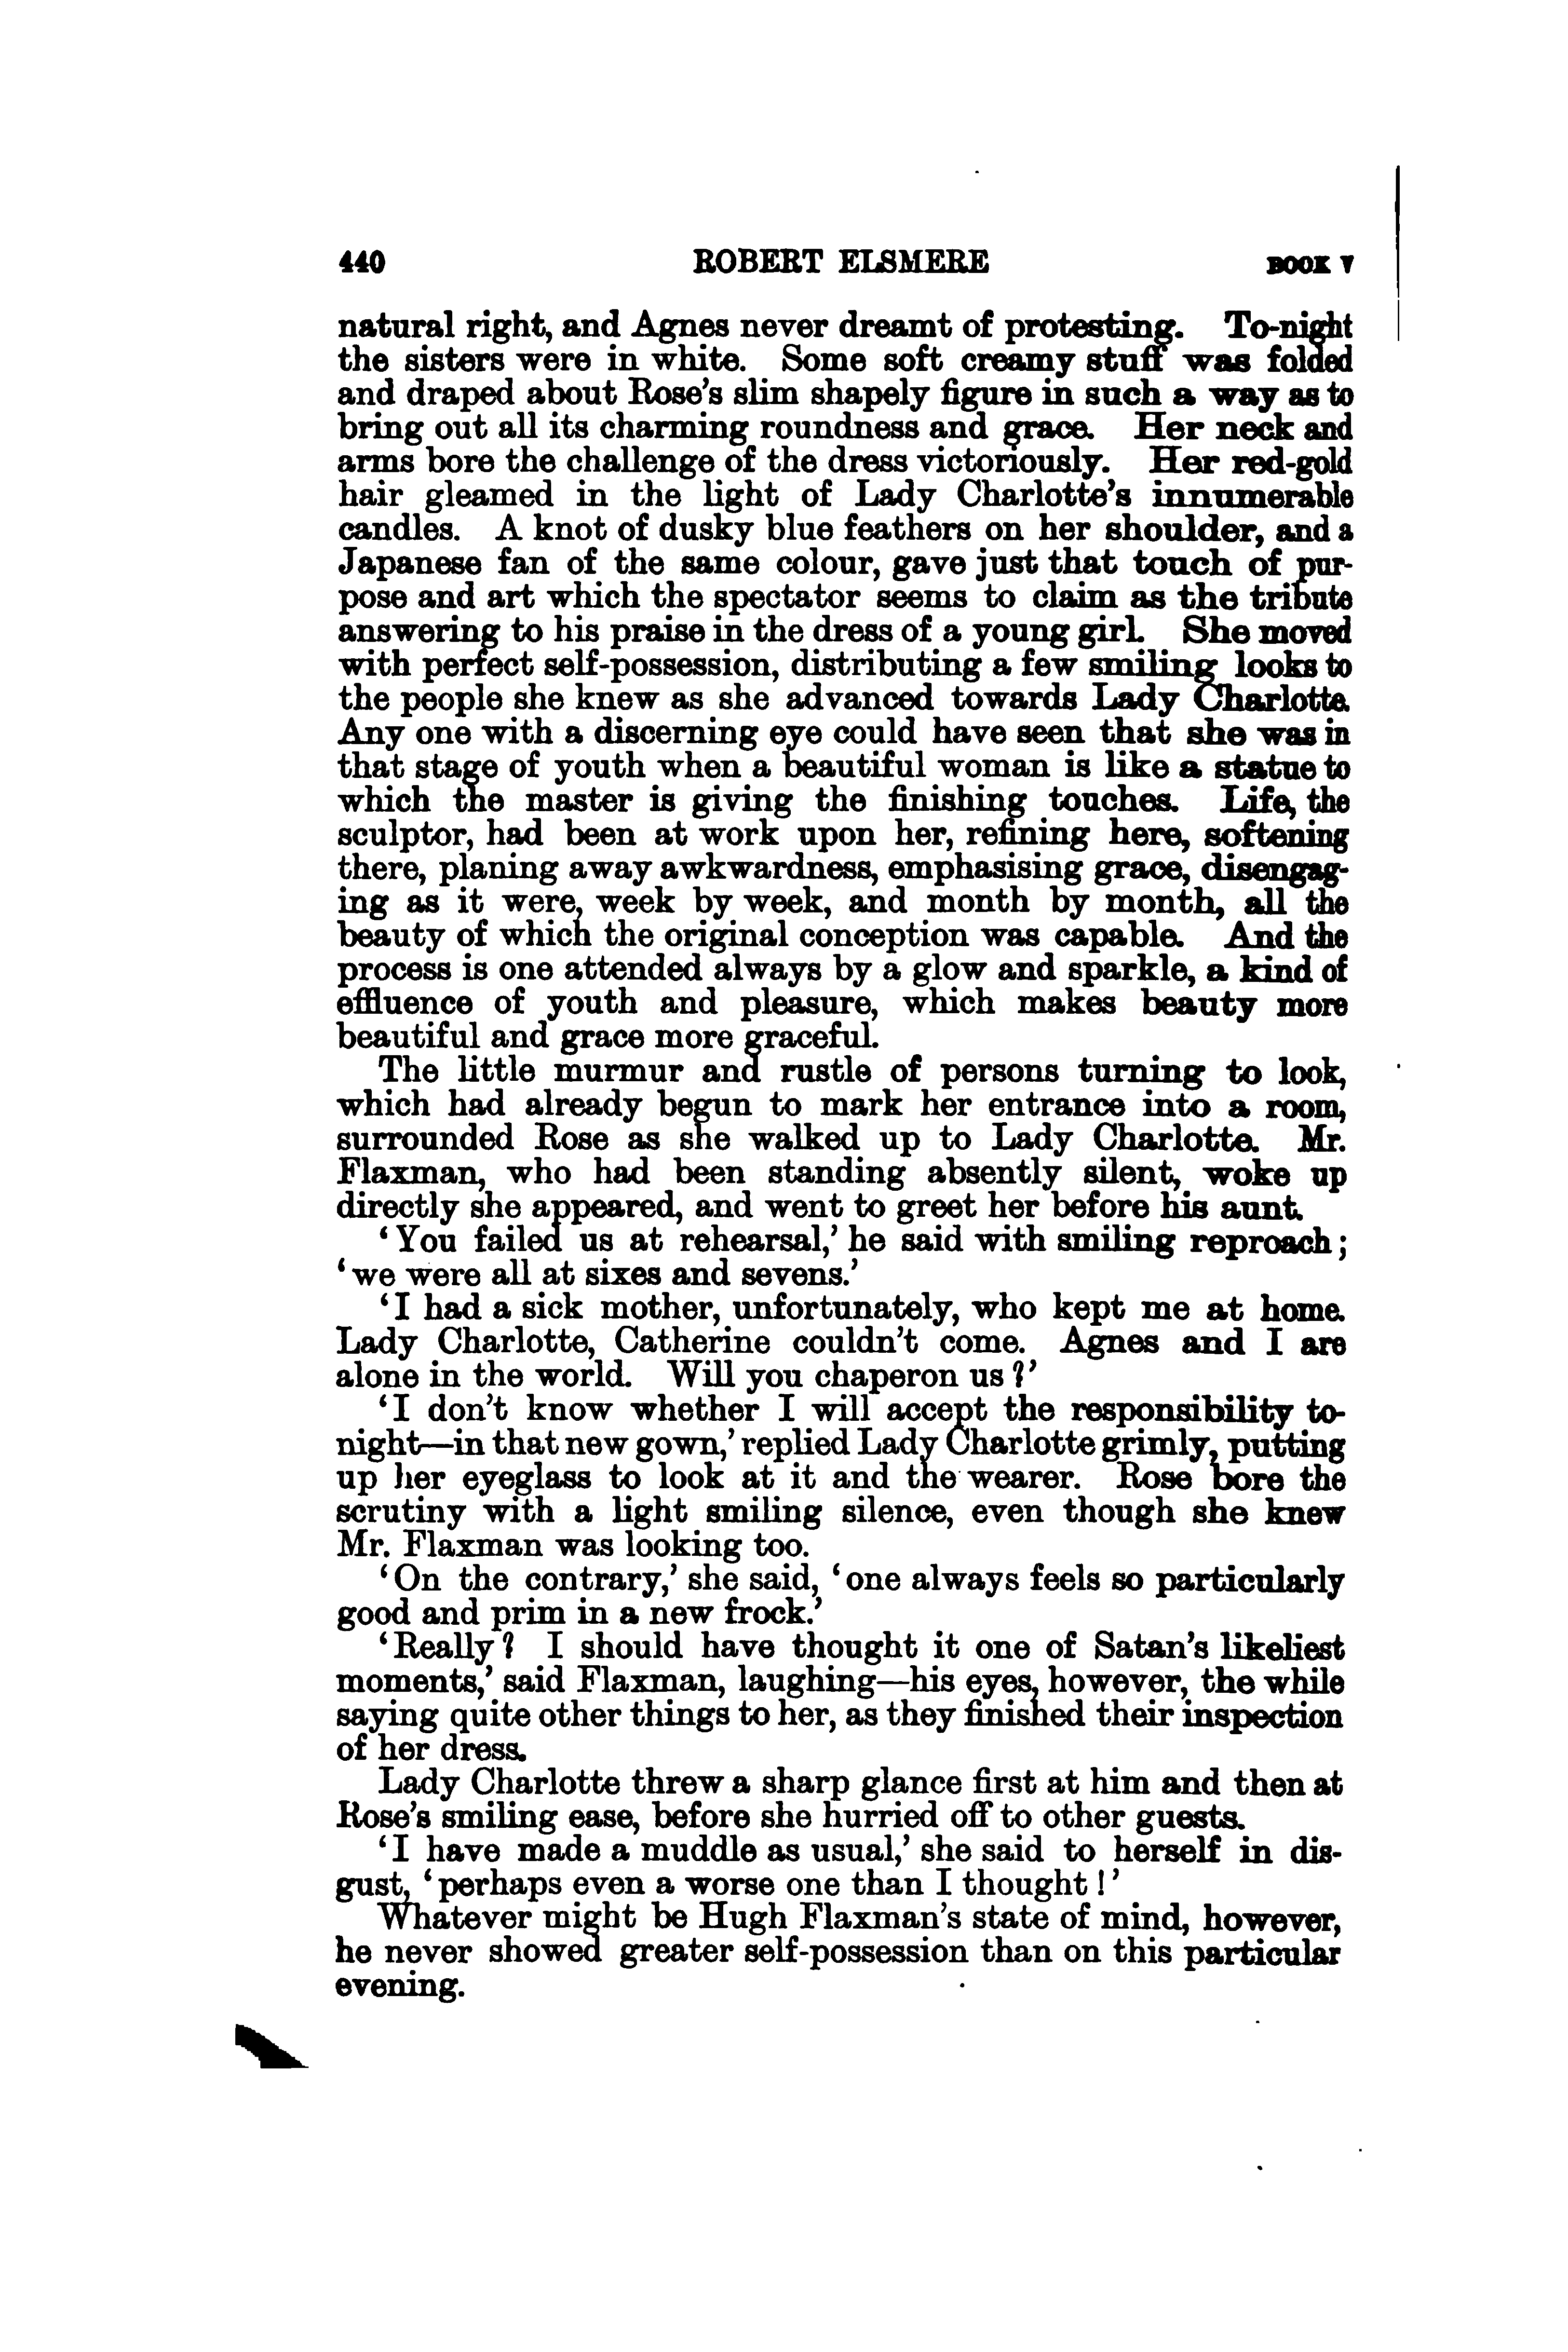 440 ROBERT ELSMERE BOOK V
natural right, and Agnes never dreamt of protesting. To-night
the sisters were in white. Some soft creamy stuff was folded
and draped about Rose's slim shapely figure in such a way as to
bring out all its charming roundness and grace. Her neck and
arms bore the challenge of the dress victoriously. Her red-gold
hair gleamed in the light of Lady Charlotte's innumerable
candles. A knot of dusky blue feathers on her shoulder, and a
Japanese fan of the same colour, gave just that touch of pur-
pose and art which the spectator seems to claim as the tribute
answering to his praise in the dress of a young girl. She moved
with perfect self-possession, distributing a few smiling looks to
the people she knew as she advanced towards Lady Charlotte.
Any one with a discerning eye could have seen that she was in
that stage of youth when a beautiful woman is like a statue to
which the master is giving the finishing touches. Life, the
sculptor, had been at work upon her, refining here, softening
there, planing away awkwardness, emphasising grace, disengag-
ing as it were, week by week, and month by month, all the
beauty of which the original conception was capable. And the
process is one attended always by a glow and sparkle, a kind of
effluence of youth and pleasure, which makes beauty more
beautiful and grace more graceful.
The little murmur and rustle of persons turning to look,
which had already begun to mark her entrance into a room,
surrounded Rose as she walked up to Lady Charlotte. Mr.
Flaxman, who had been standing absently silent, woke up
directly she appeared, and went to greet her before his aunt.
‘You failed us at rehearsal,’ he said with smiling reproach;
‘we were all at sixes and sevens.’
‘I had a sick mother, unfortunately, who kept me at home.
Lady Charlotte, Catherine couldn't come. Agnes and I are
alone in the world. Will you chaperon us?’
‘I don't know whether I will accept the responsibility to-
night—in that new gown,’ replied Lady Charlotte grimly, putting
up her eyeglass to look at it and the wearer. Rose bore the
scrutiny with a light smiling silence, even though she knew
Mr. Flaxman was looking too.
‘On the contrary,’ she said, ‘one always feels so particularly
good and prim in a new frock.’
‘Really? I should have thought it one of Satan's likeliest
moments,’ said Flaxman, laughing—his eyes, however, the while
saying quite other things to her, as they finished their inspection
of her dress.
Lady Charlotte threw a sharp glance first at him and then at
Rose's smiling ease, before she hurried off to other guests.
‘I have made a muddle as usual,’ she said to herself in dis-
gust, ‘perhaps even a worse one than I thought!’
Whatever might be Hugh Flaxman's state of mind, however,
he never showed greater self-possession than on this particular
evening.